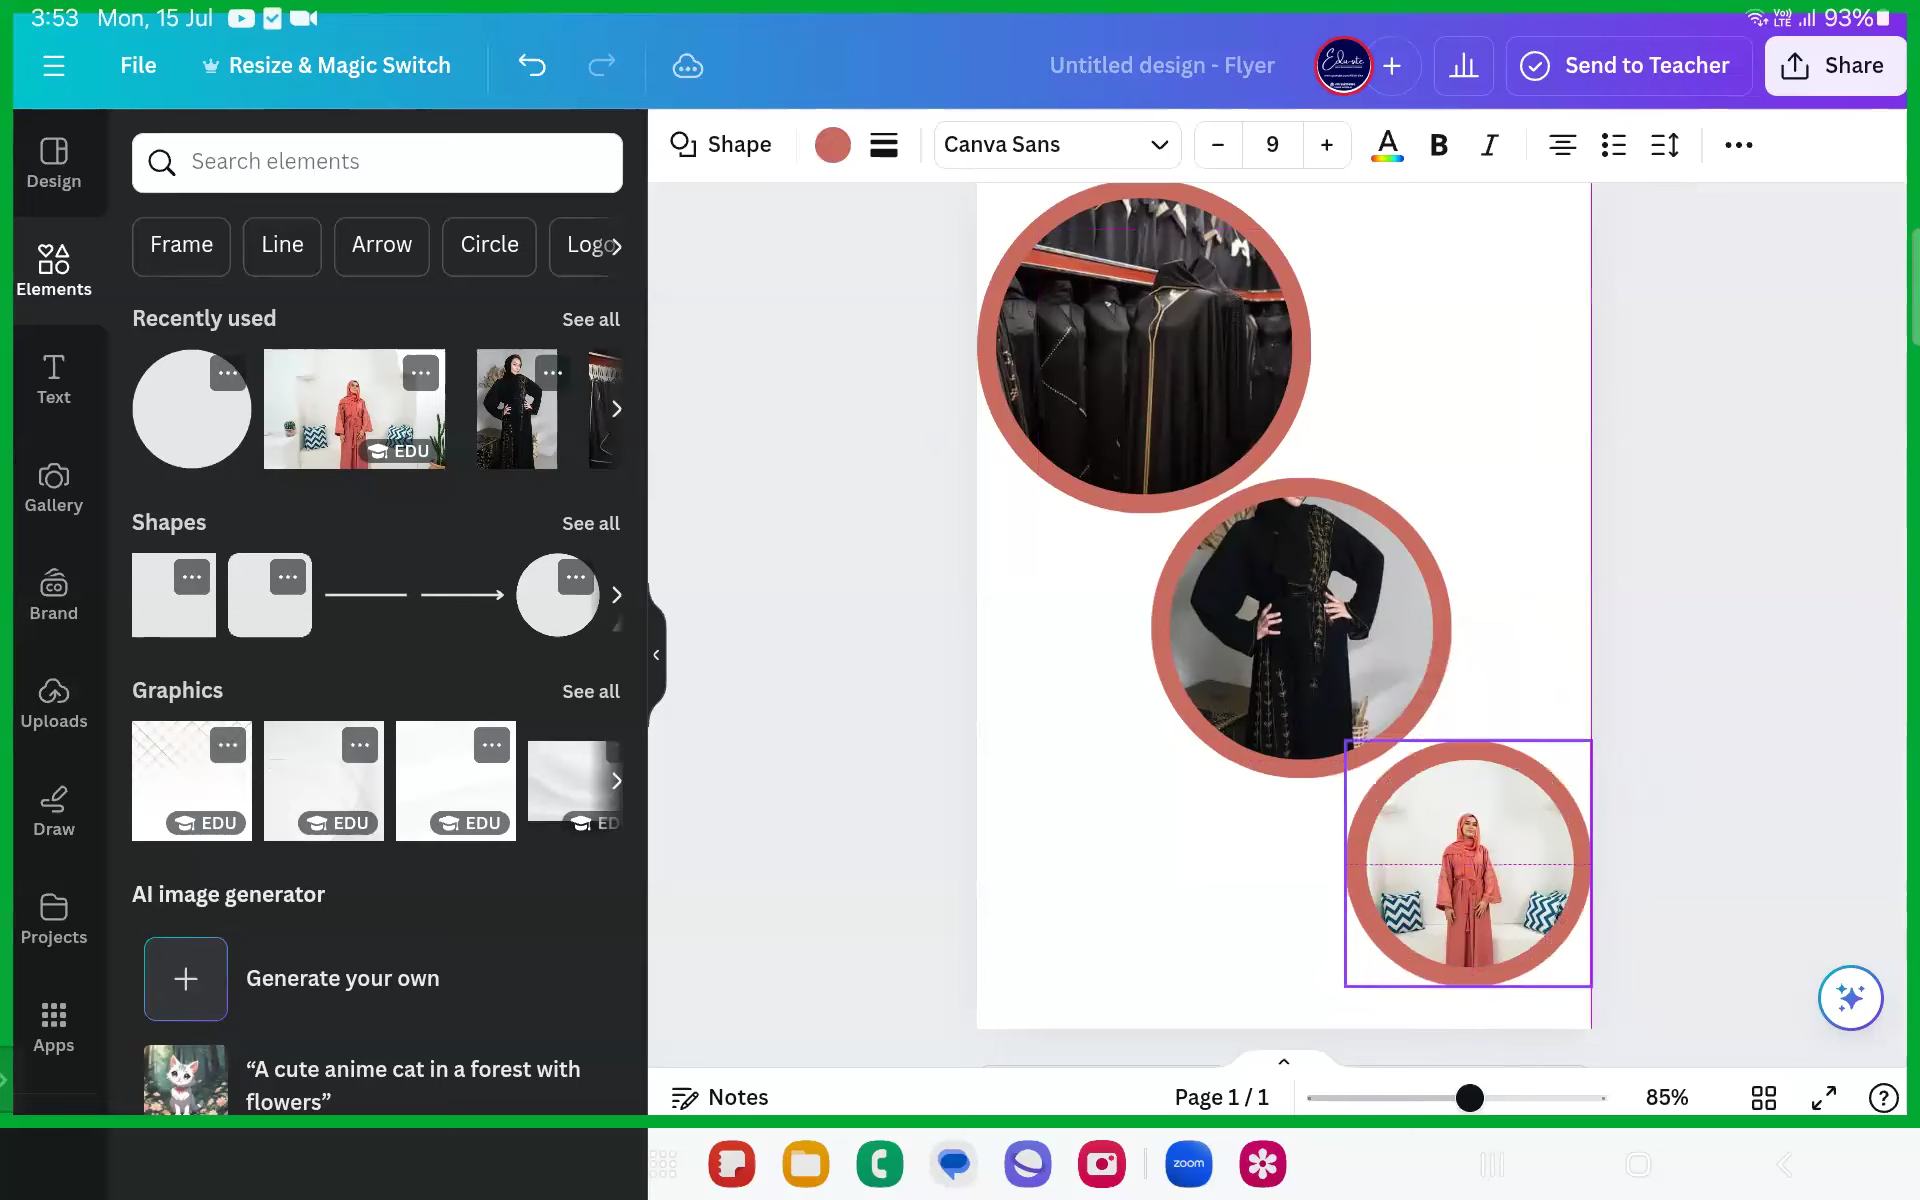 3:53 Mon, 15 Jul
VoLTE 93%
File Resize & Magic Switch Untitled design - Flyer Send to Teacher Share
Design
Elements
Text
Gallery
Brand
Uploads
Draw
Projects
Apps
Search elements
Frame Line Arrow Circle Logo
Recently used See all
EDU
Shapes See all
Graphics See all
EDU EDU EDU ED
AI image generator
Generate your own
“A cute anime cat in a forest with
flowers”
Shape Canva Sans 9 A B I
Notes Page 1 / 1 85%
zoom